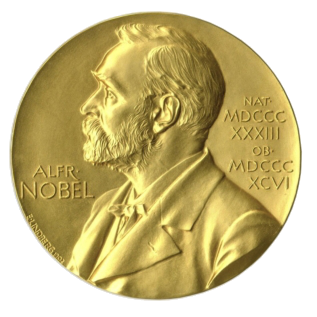 ALFR·
NOBEL
NAT·
MDCCC
XXXIII
OB·
MDCCC
XCVI